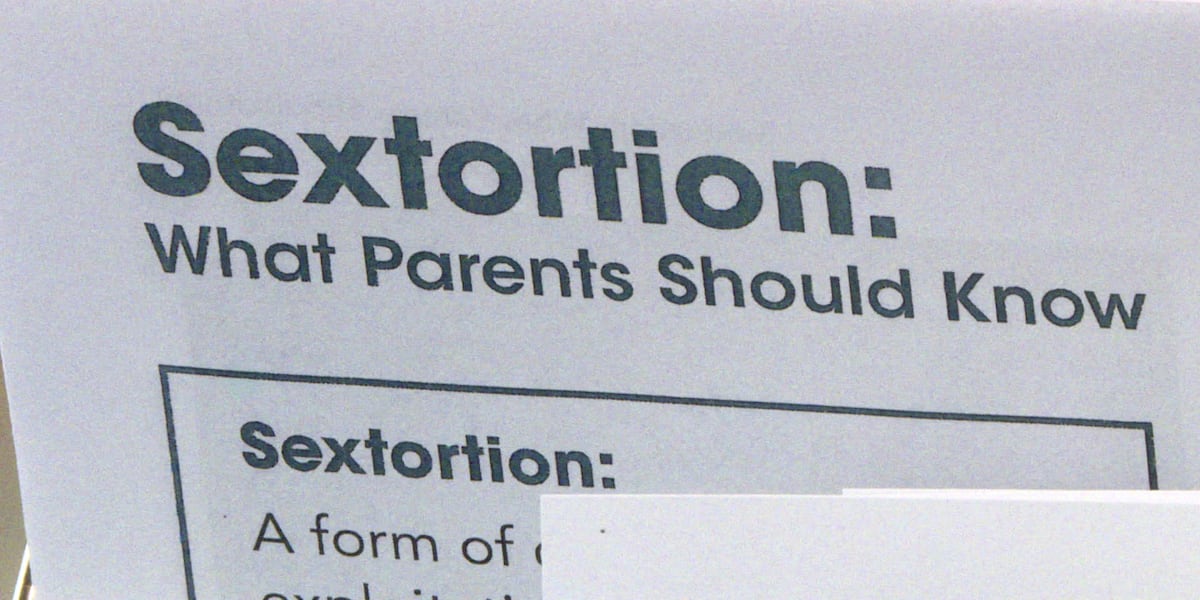 Sextortion:
What Parents Should Know
Sextortion:
A form of